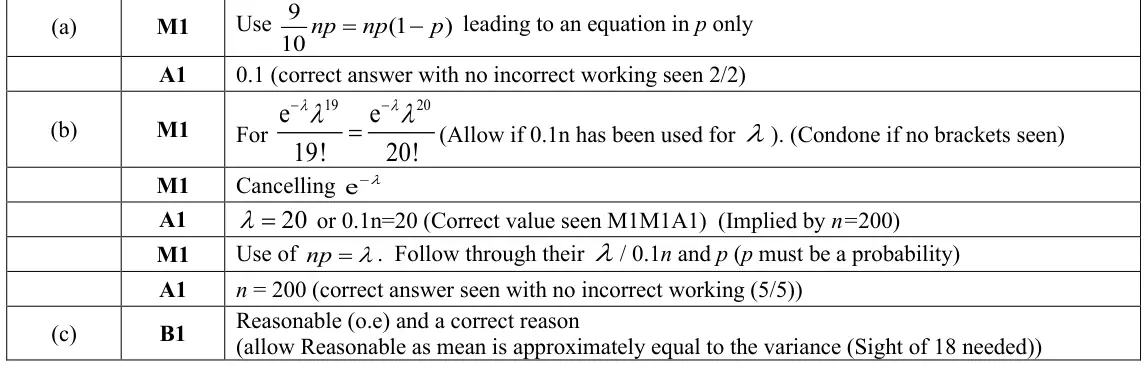 (a) M1 Use 9/10 np = np(1 − p) leading to an equation in p only
A1 0.1 (correct answer with no incorrect working seen 2/2)
(b) M1 For e^−λ λ^19 / 19! = e^−λ λ^20 / 20! (Allow if 0.1n has been used for λ ). (Condone if no brackets seen)
M1 Cancelling e^−λ
A1 λ = 20 or 0.1n=20 (Correct value seen M1M1A1) (Implied by n=200)
M1 Use of np = λ . Follow through their λ / 0.1n and p (p must be a probability)
A1 n = 200 (correct answer seen with no incorrect working (5/5))
(c) B1 Reasonable (o.e) and a correct reason
(allow Reasonable as mean is approximately equal to the variance (Sight of 18 needed))